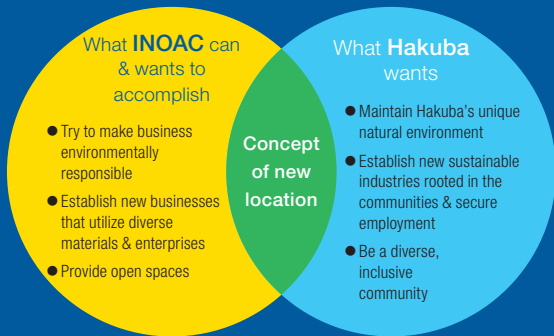 What INOAC can
& wants to
accomplish
● Try to make business
environmentally
responsible
● Establish new businesses
that utilize diverse
materials & enterprises
● Provide open spaces
Concept
of new
location
What Hakuba
wants
● Maintain Hakuba's unique
natural environment
● Establish new sustainable
industries rooted in the
communities & secure
employment
● Be a diverse,
inclusive
community